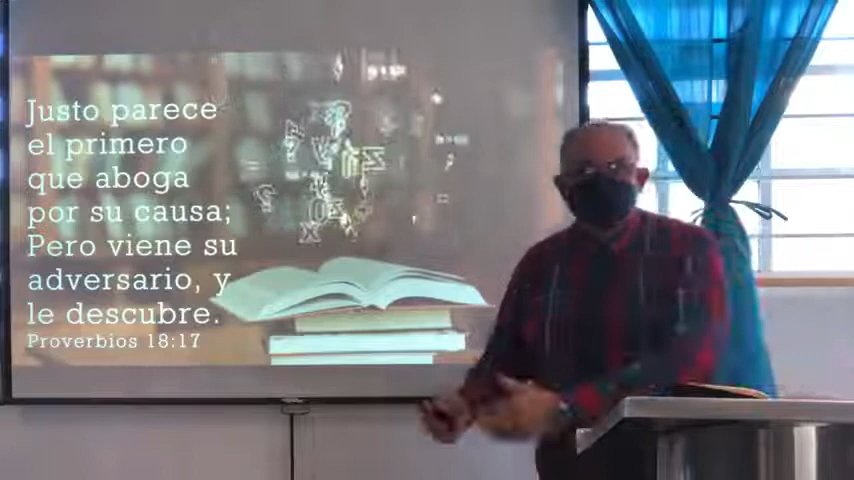 Justo parece
el primero
que aboga
por su causa;
Pero viene su
adversario, y
le descubre.
Proverbios 18:17